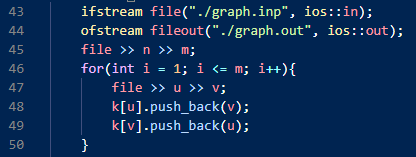 43 ifstream file("./graph.inp", ios::in);
44 ofstream fileout("./graph.out", ios::out);
45 file >> n >> m;
46 for(int i = 1; i <= m; i++){
47 file >> u >> v;
48 k[u].push_back(v);
49 k[v].push_back(u);
50 }